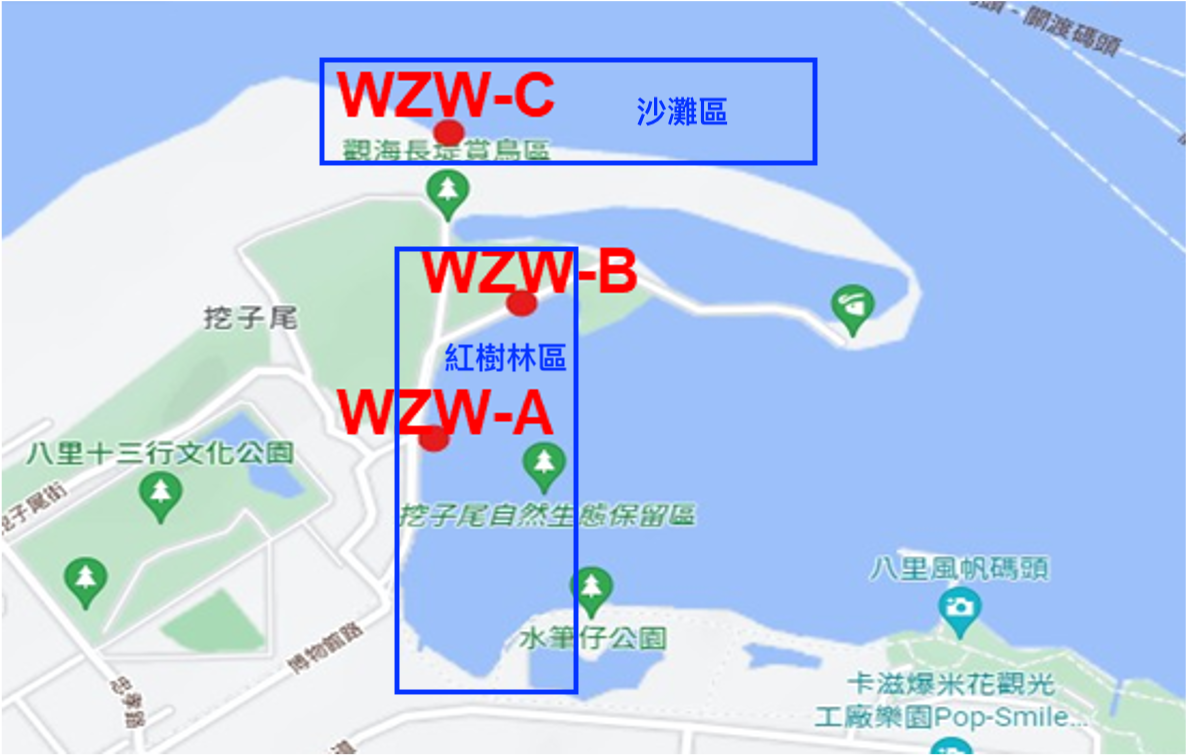 關渡碼頭
WZW-C
沙灘區
觀海長堤賞鳥區
WZW-B
挖子尾
紅樹林區
WZW-A
八里十三行文化公園
挖子尾街
挖子尾自然生態保留區
八里風帆碼頭
水筆仔公園
博物館路
忠孝路
卡滋爆米花觀光
工廠樂園Pop-Smile...
道